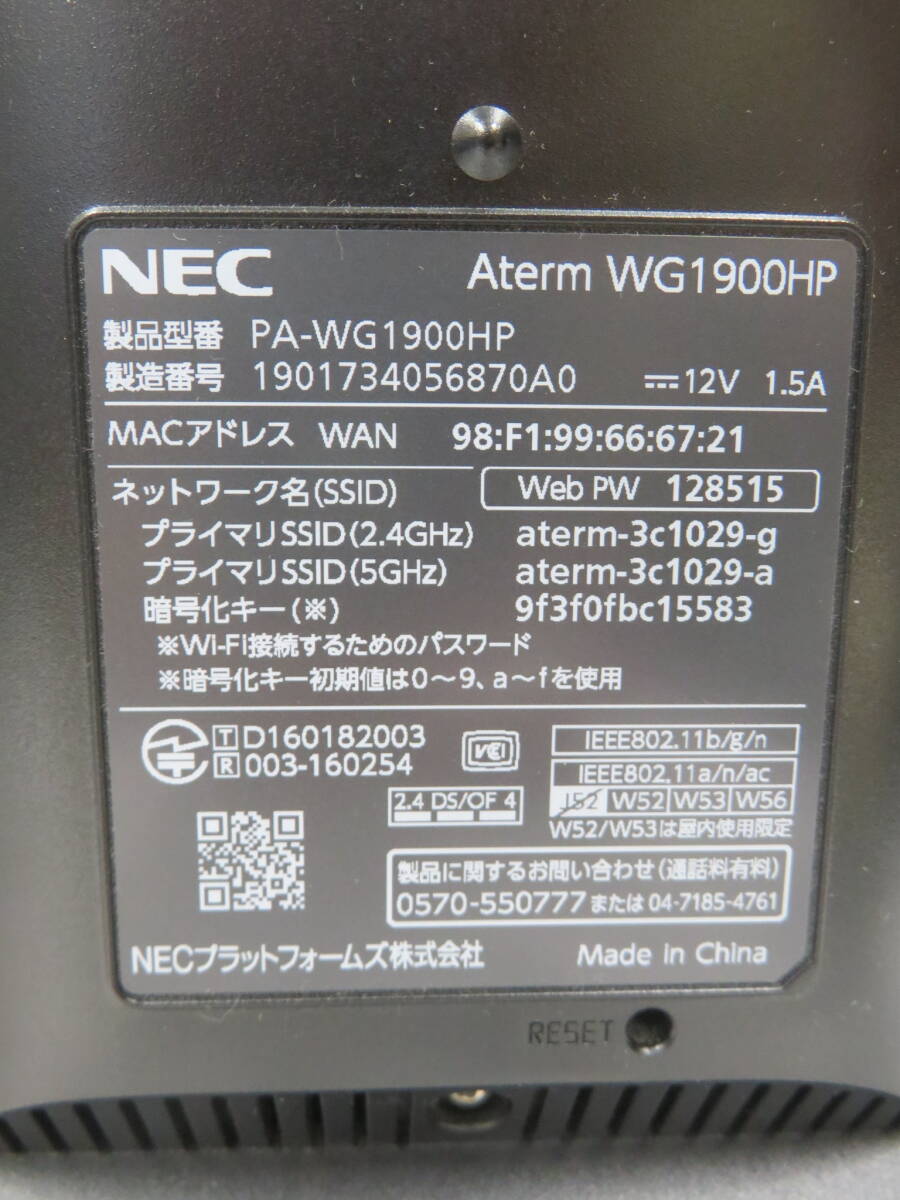 NEC Aterm WG1900HP
製品型番 PA-WG1900HP
製造番号 1901734056870A0 12V 1.5A
MACアドレス WAN 98:F1:99:66:67:21
ネットワーク名(SSID) Web PW 128515
プライマリSSID(2.4GHz) aterm-3c1029-g
プライマリSSID(5GHz) aterm-3c1029-a
暗号化キー(※) 9f3f0fbc15583
※Wi-Fi接続するためのパスワード
※暗号化キー初期値は0～9、a～fを使用
T D160182003
R 003-160254
VCCI
IEEE802.11b/g/n
IEEE802.11a/n/ac
2.4 DS/OF 4
J52 W52 W53 W56
W52/W53は屋内使用限定
製品に関するお問い合わせ(通話料有料)
0570-550777 または 04-7185-4761
NECプラットフォームズ株式会社 Made in China
RESET